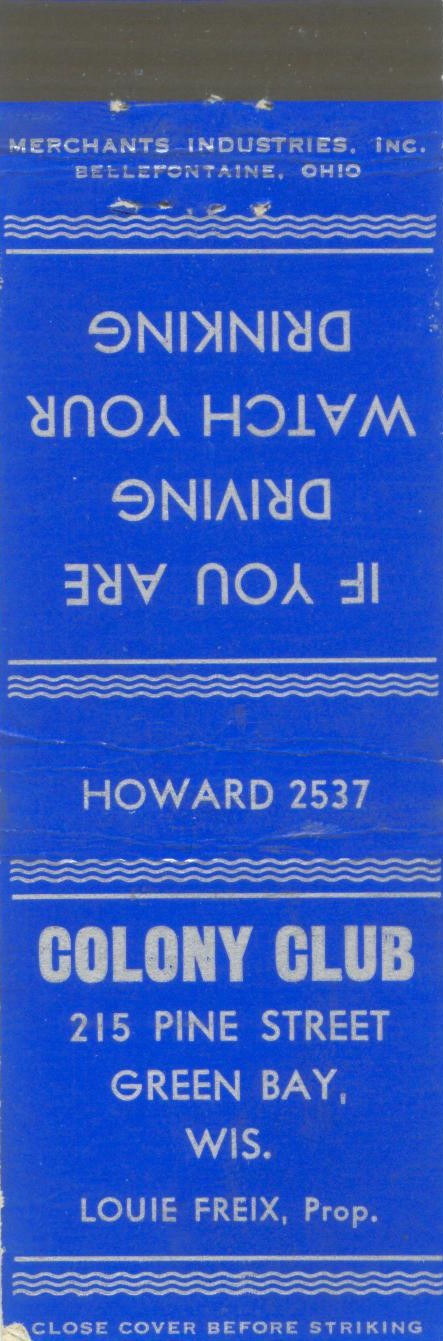 MERCHANTS INDUSTRIES, INC.
BELLEFONTAINE, OHIO
IF YOU ARE
DRIVING
WATCH YOUR
DRINKING
HOWARD 2537
COLONY CLUB
215 PINE STREET
GREEN BAY,
WIS.
LOUIE FREIX, Prop.
CLOSE COVER BEFORE STRIKING